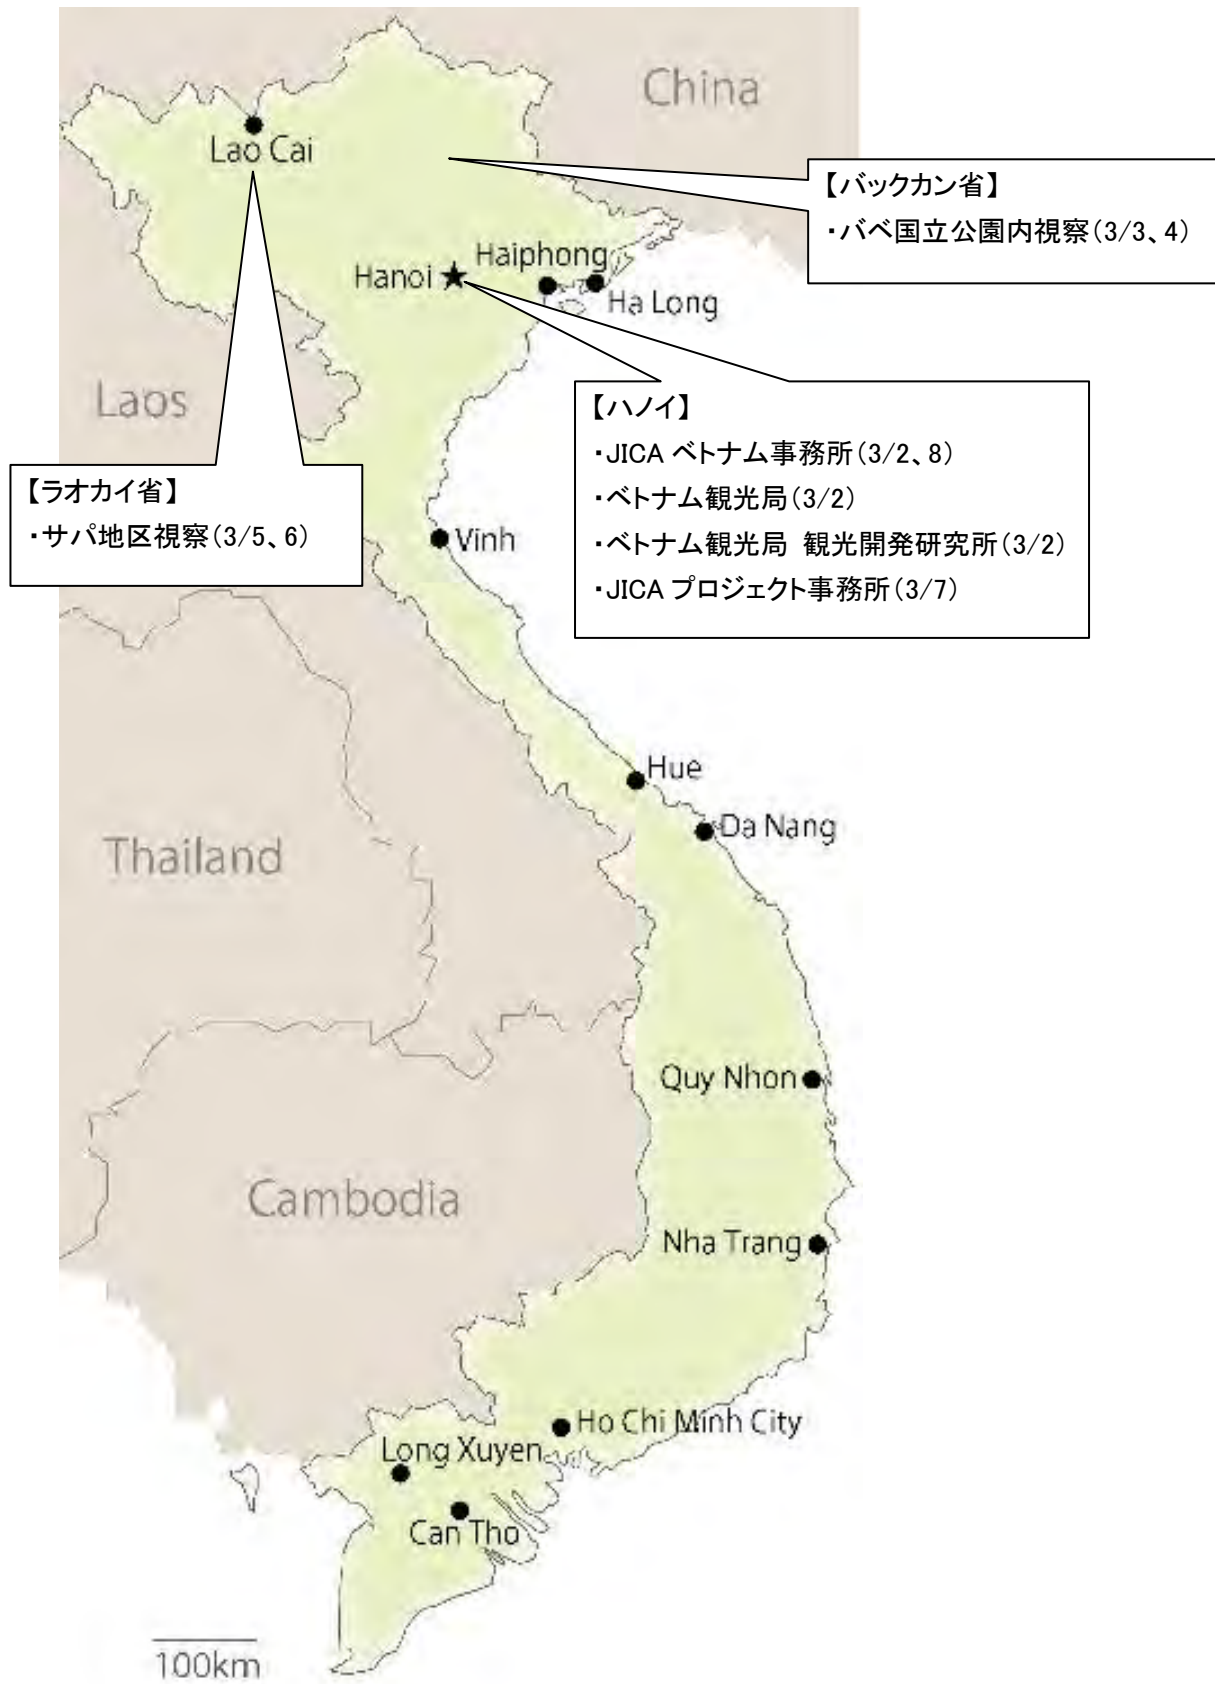 China
Lao Cai
【バックカン省】
・バベ国立公園内視察(3/3、4)
Haiphong
Hanoi
Ha Long
Laos
【ハノイ】
・JICA ベトナム事務所(3/2、8)
・ベトナム観光局(3/2)
・ベトナム観光局 観光開発研究所(3/2)
・JICA プロジェクト事務所(3/7)
【ラオカイ省】
・サパ地区視察(3/5、6)
Vinh
Hue
Da Nang
Thailand
Quy Nhon
Cambodia
Nha Trang
Ho Chi Minh City
Long Xuyen
Can Tho
100km